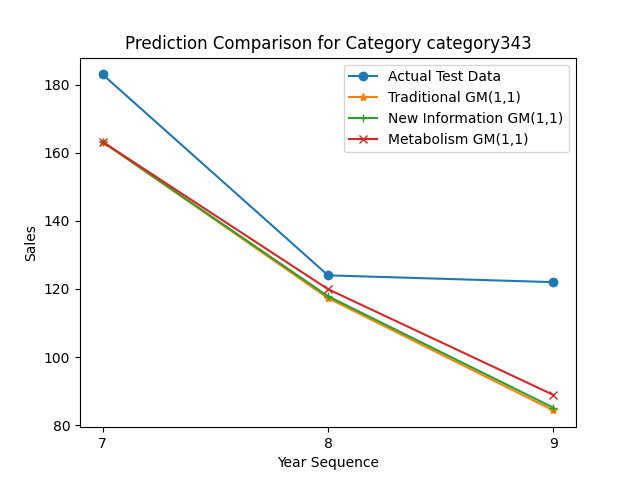 Prediction Comparison for Category category343
Actual Test Data
Traditional GM(1,1)
New Information GM(1,1)
Metabolism GM(1,1)
180
160
140
120
100
80
Sales
7
8
9
Year Sequence